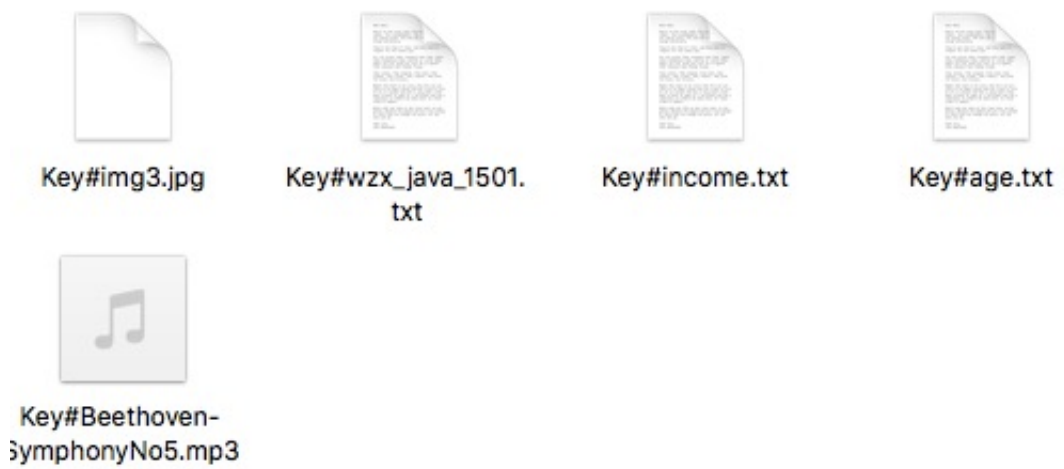 Key#img3.jpg
Key#wzx_java_1501.
txt
Key#income.txt
Key#age.txt
Key#Beethoven-
SymphonyNo5.mp3